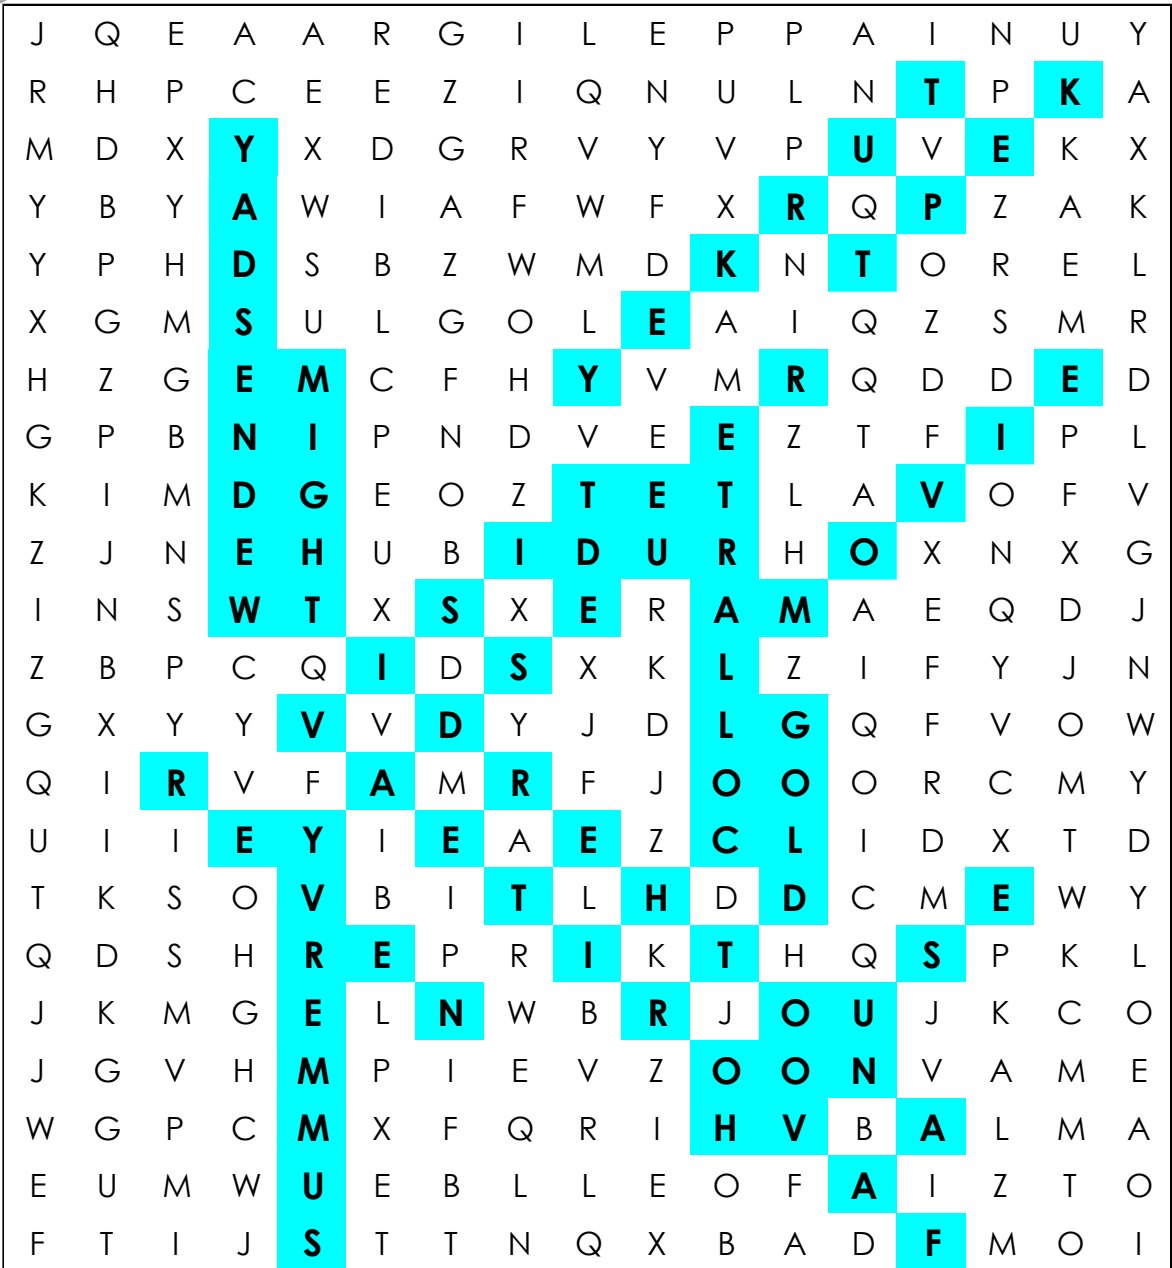 J Q E A A R G I L E P P A I N U Y
R H P C E E Z I Q N U L N T P K A
M D X Y X D G R V Y V P U V E K X
Y B Y A W I A F W F X R Q P Z A K
Y P H D S B Z W M D K N T O R E L
X G M S U L G O L E A I Q Z S M R
H Z G E M C F H Y V M R Q D D E D
G P B N I P N D V E E Z T F I P L
K I M D G E O Z T E T L A V O F V
Z J N E H U B I D U R H O X N X G
I N S W T X S X E R A M A E Q D J
Z B P C Q I D S X K L Z I F Y J N
G X Y Y V V D Y J D L G Q F V O W
Q I R V F A M R F J O O O R C M Y
U I I E Y I E A E Z C L I D X T D
T K S O V B I T L H D D C M E W Y
Q D S H R E P R I K T H Q S P K L
J K M G E L N W B R J O U J K C O
J G V H M P I E V Z O O N V A M E
W G P C M X F Q R I H V B A L M A
E U M W U E B L L E O F A I Z T O
F T I J S T T N Q X B A D F M O I